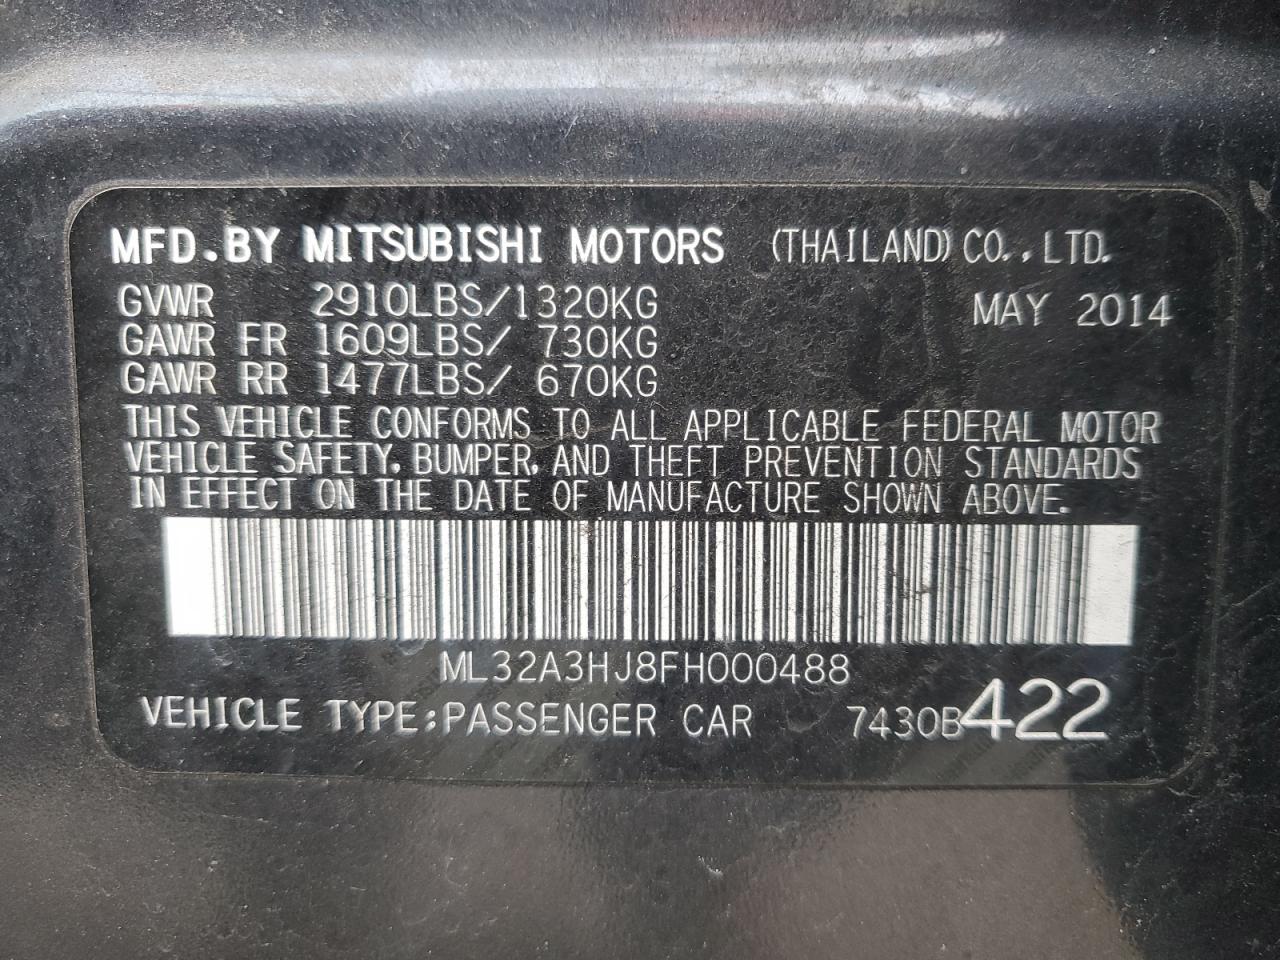 MFD.BY MITSUBISHI MOTORS (THAILAND) CO.,LTD.
GVWR 2910LBS/1320KG MAY 2014
GAWR FR 1609LBS/ 730KG
GAWR RR 1477LBS/ 670KG
THIS VEHICLE CONFORMS TO ALL APPLICABLE FEDERAL MOTOR
VEHICLE SAFETY, BUMPER, AND THEFT PREVENTION STANDARDS
IN EFFECT ON THE DATE OF MANUFACTURE SHOWN ABOVE.
ML32A3HJ8FH000488
VEHICLE TYPE:PASSENGER CAR 7430B422